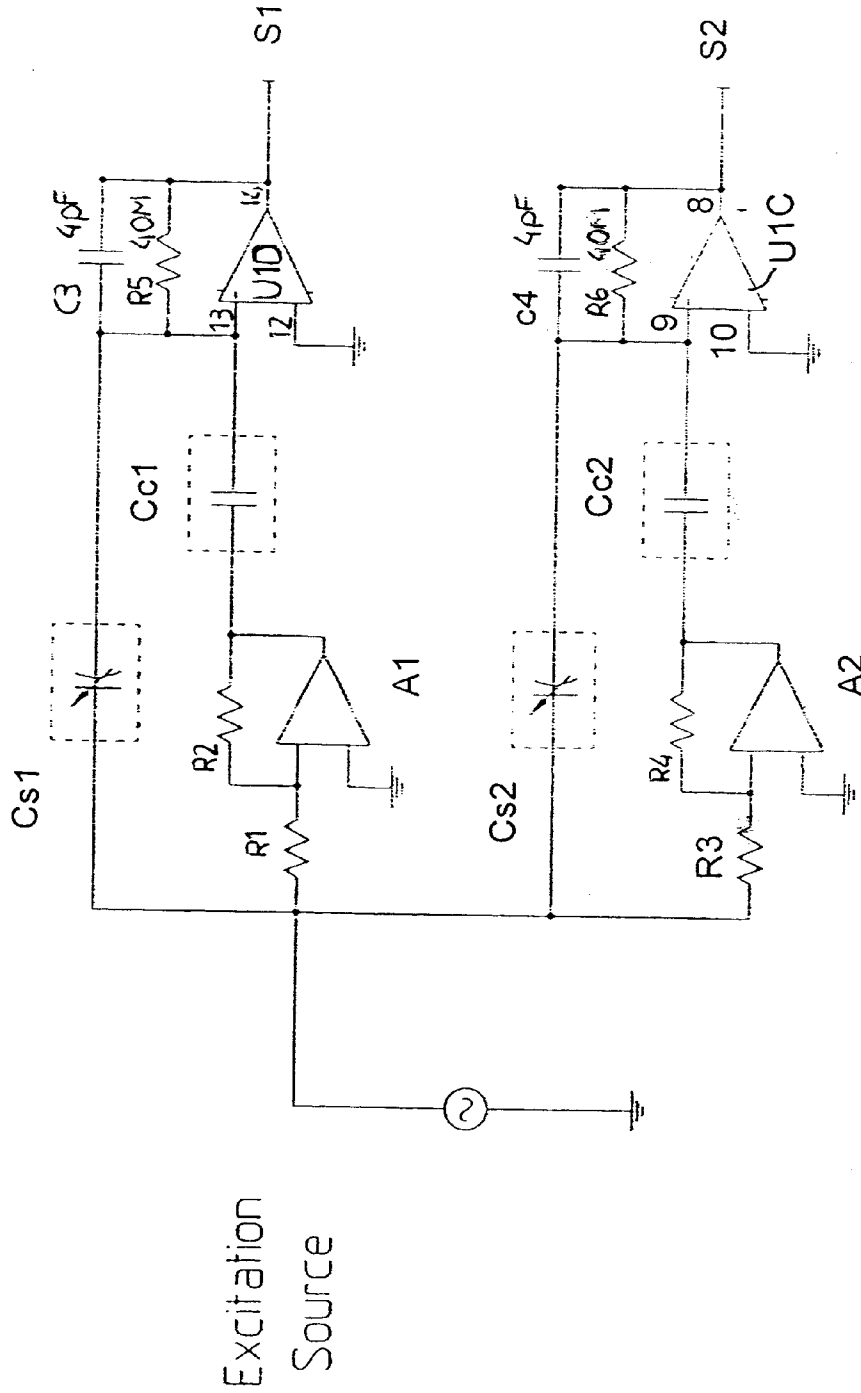 Cs1
C3
4pF
R5
40M
S1
14
U1D
13
12
Cc1
R2
R1
A1
Excitation
Source
Cs2
c4
4pF
R6
40M
S2
8
U1C
9
10
Cc2
R4
R3
A2